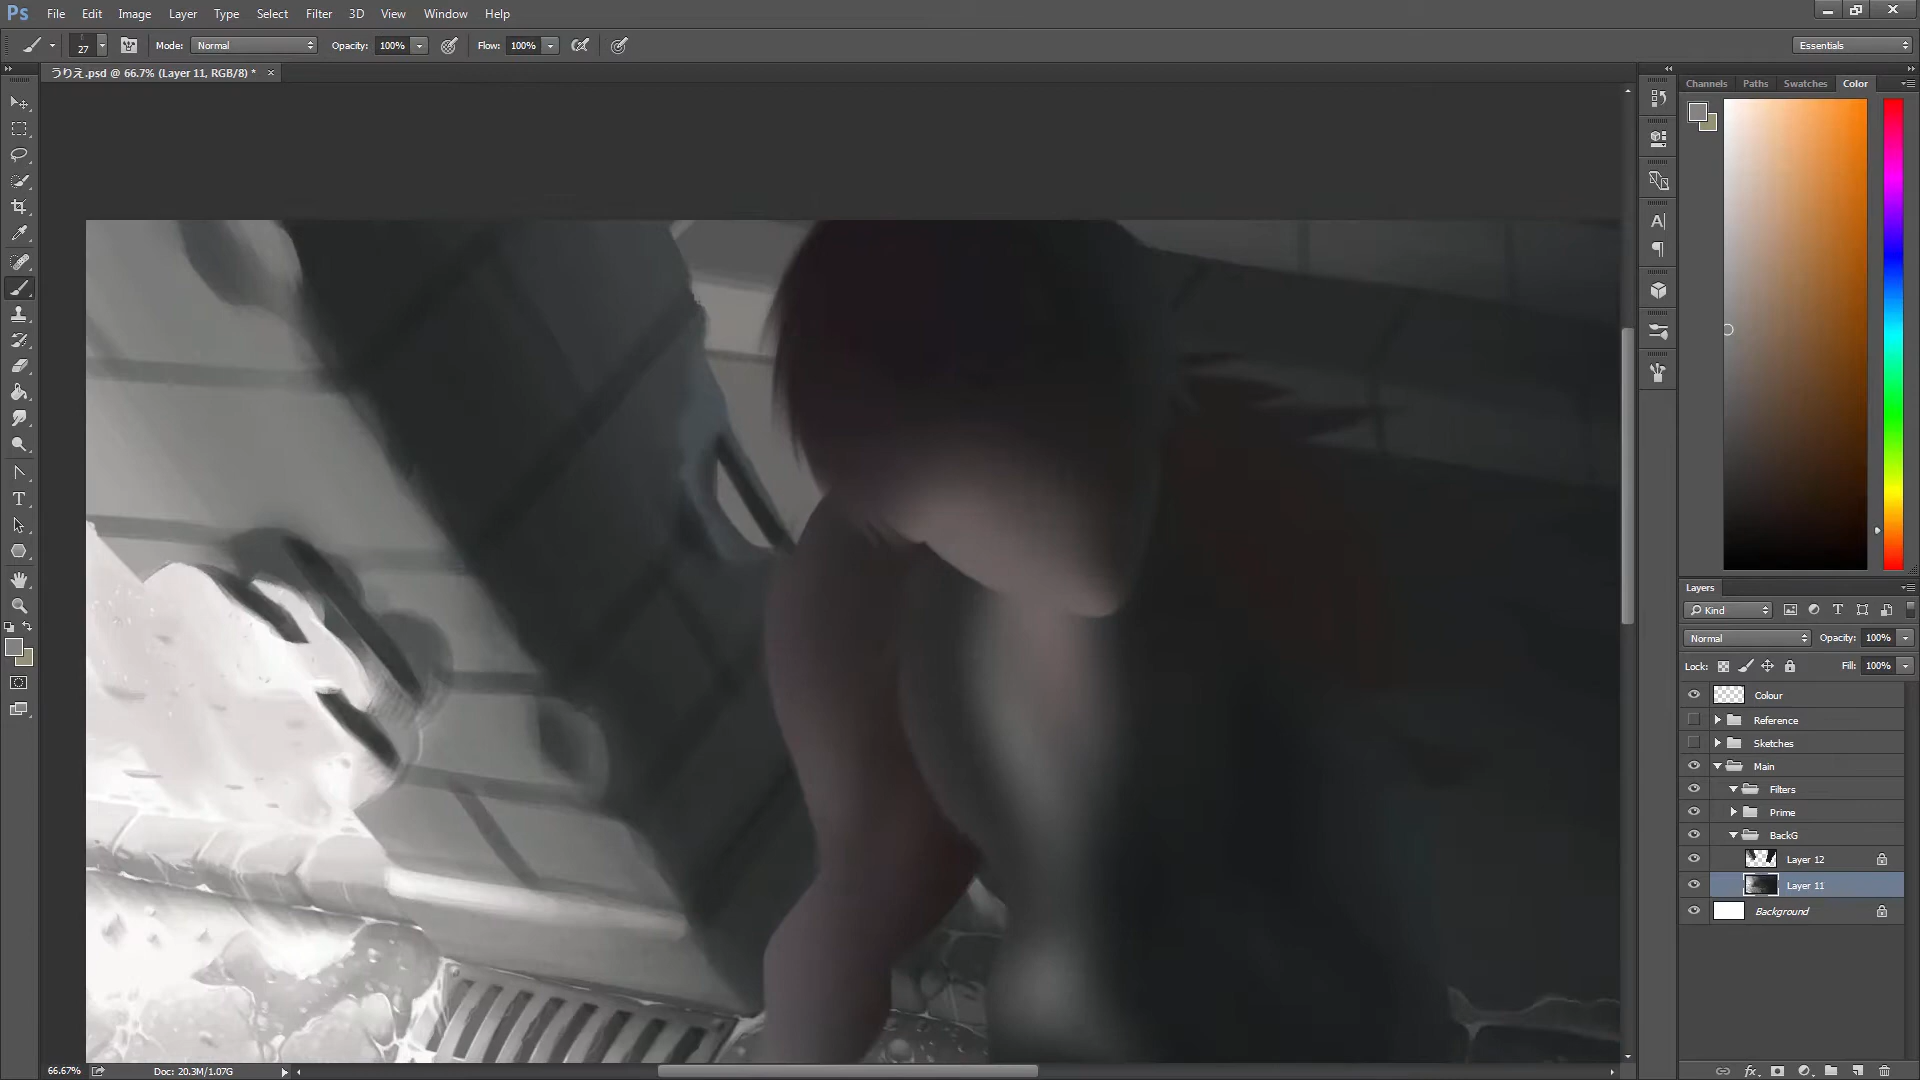 Ps File Edit Image Layer Type Select Filter 3D View Window Help
27 Mode: Normal Opacity: 100% Flow: 100% Essentials
うりえ.psd @ 66.7% (Layer 11, RGB/8) * ×
Channels Paths Swatches Color
Layers
Kind
Normal Opacity: 100%
Lock: Fill: 100%
Colour
Reference
Sketches
Main
Filters
Prime
BackG
Layer 12
Layer 11
Background
66.67% Doc: 20.3M/1.07G